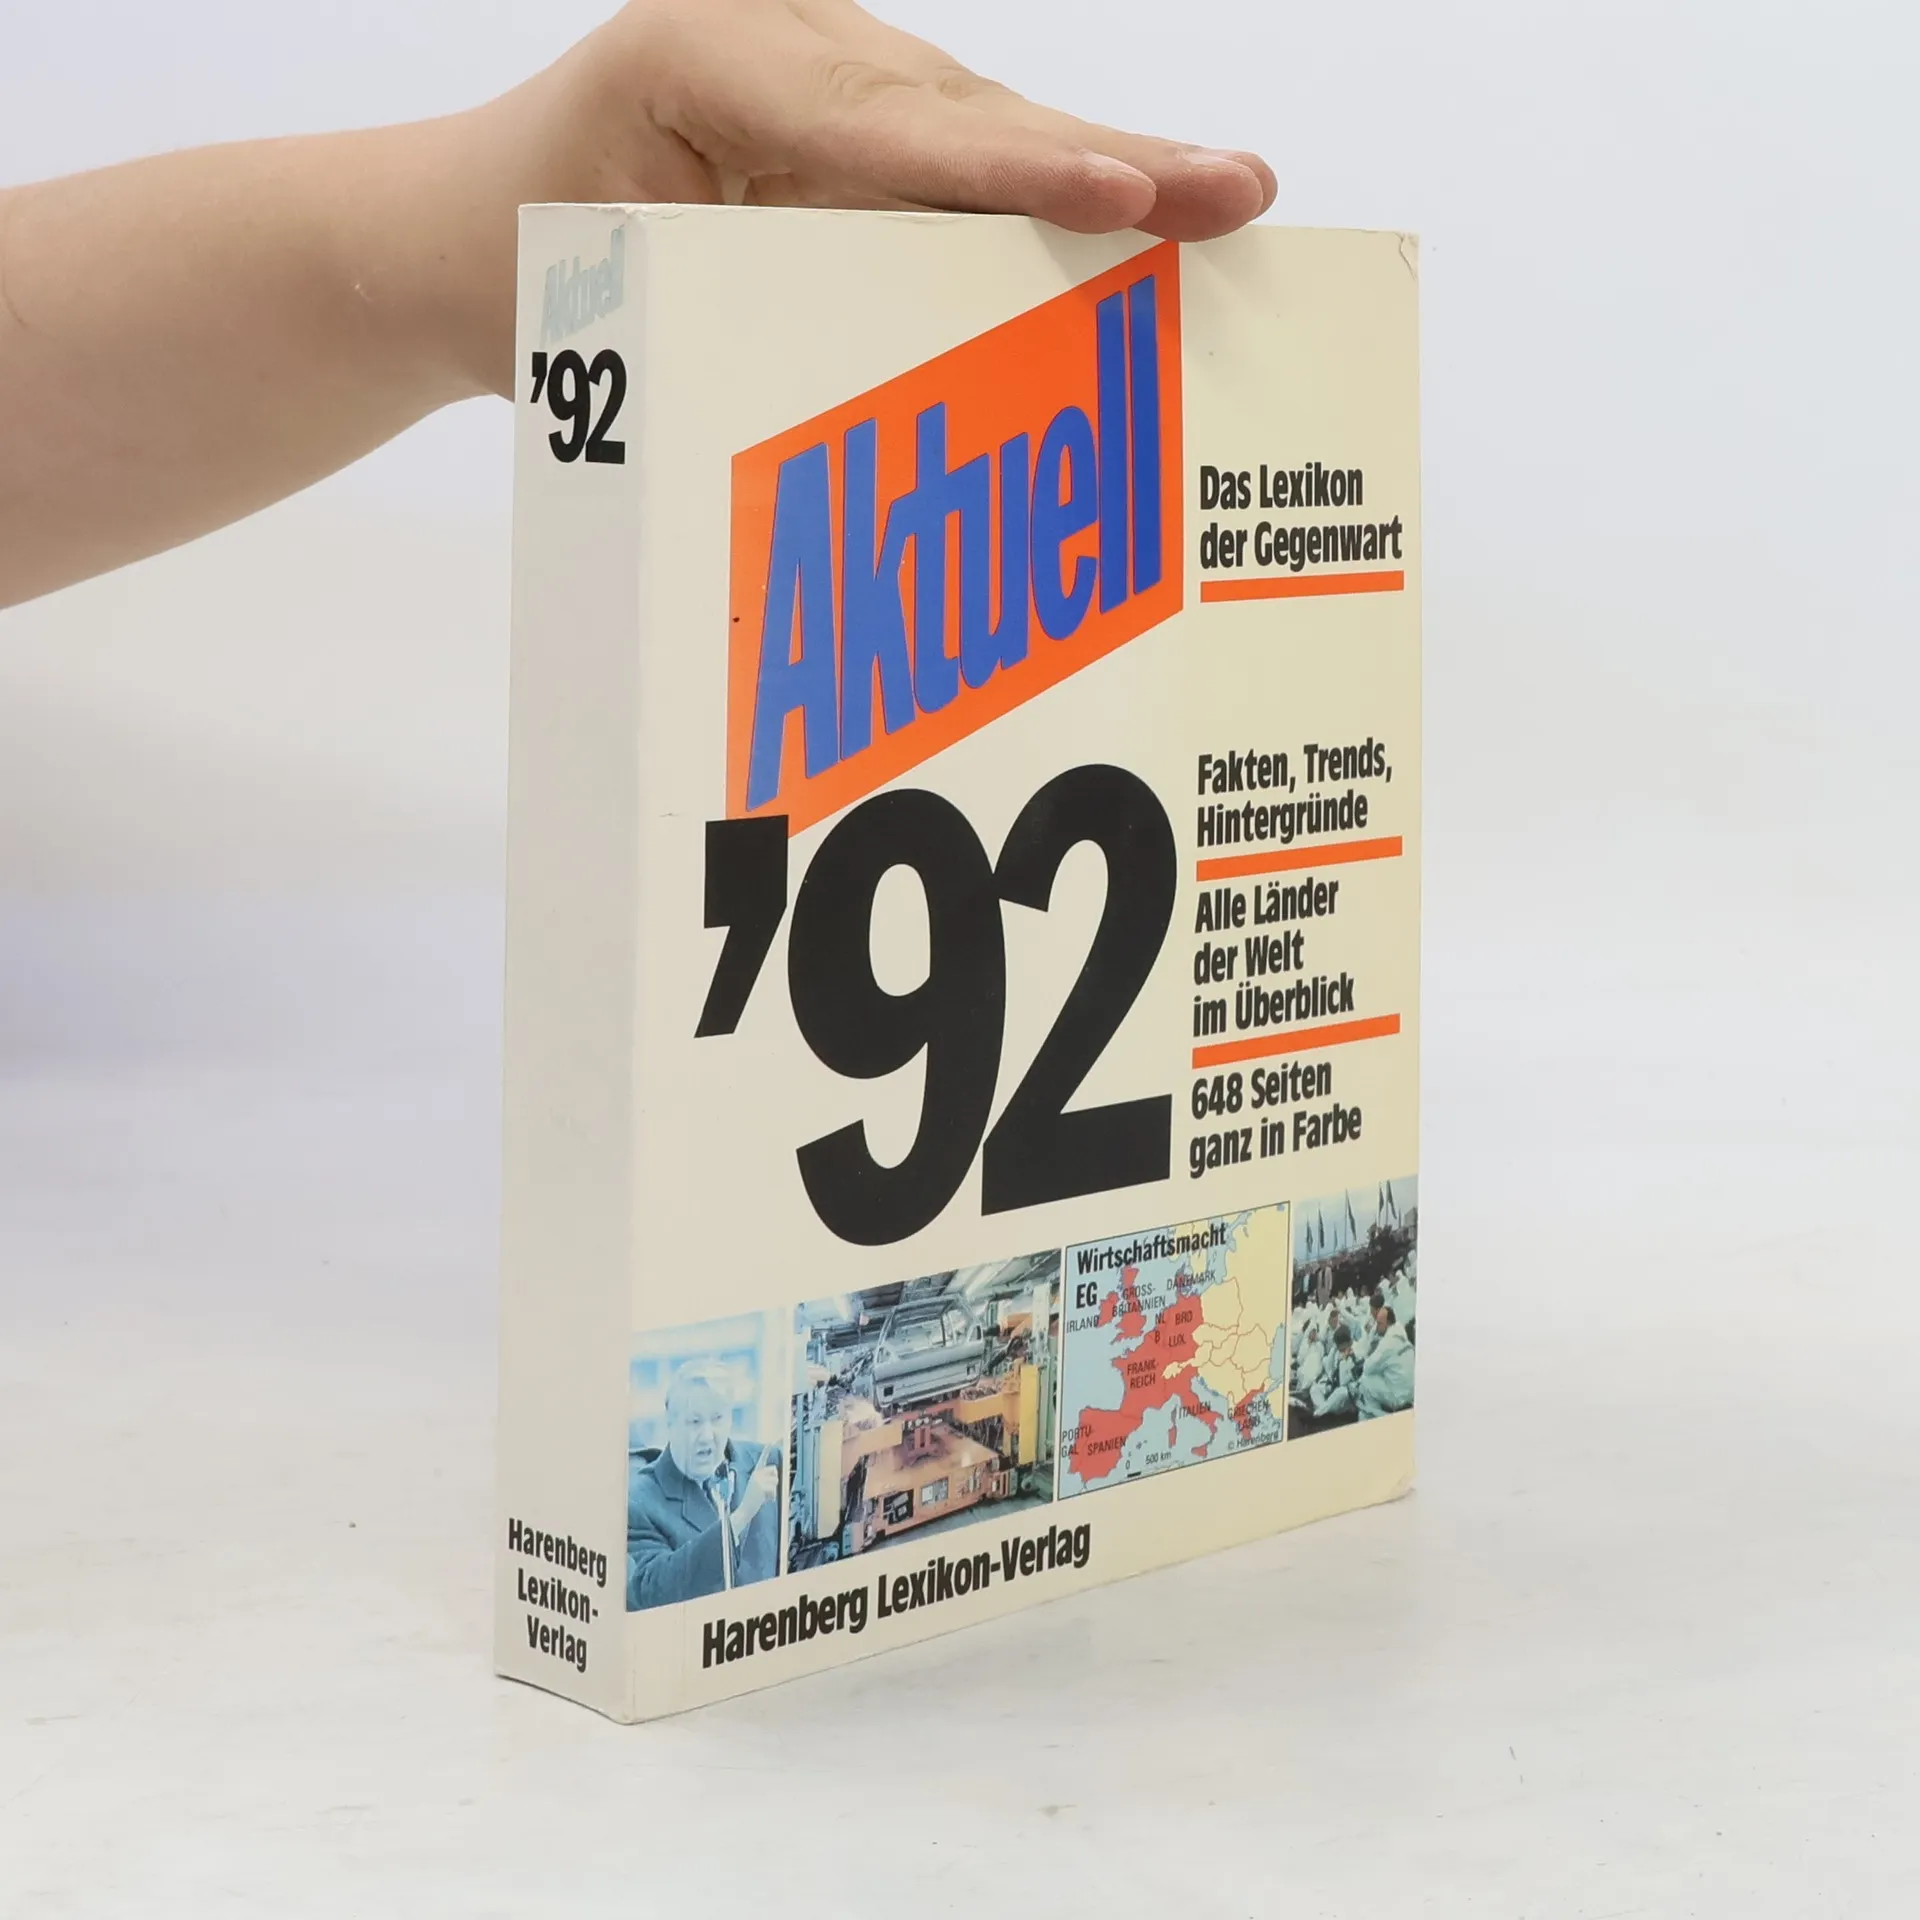 Aktuell
'92
Harenberg
Lexikon-
Verlag
Aktuell
'92
Das Lexikon
der Gegenwart
Fakten, Trends,
Hintergründe
Alle Länder
der Welt
im Überblick
648 Seiten
ganz in Farbe
Wirtschaftsmacht
EG
IRLAND
GROSS-
BRITANNIEN
DÄNEMARK
NL
BRD
B
LUX.
FRANK-
REICH
PORTU-
GAL
SPANIEN
ITALIEN
GRIECHEN-
LAND
0
500 km
© Harenberg
Harenberg Lexikon-Verlag